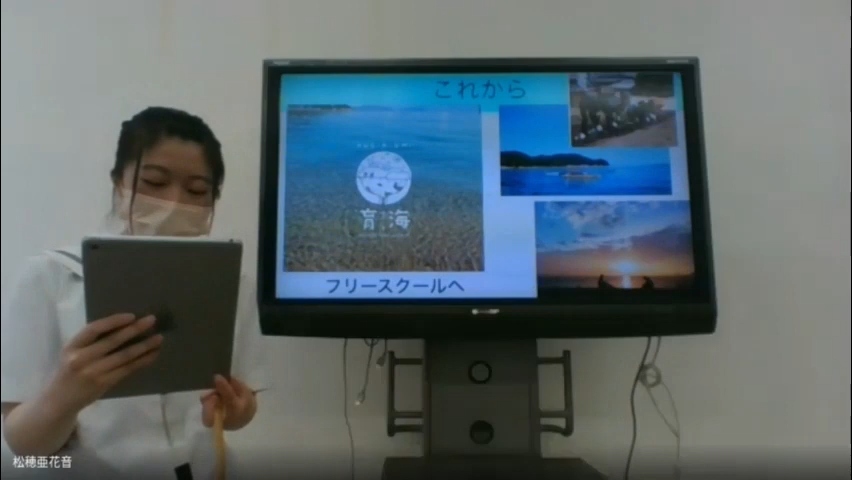 これから
育海
フリースクールへ
松穂亜花音